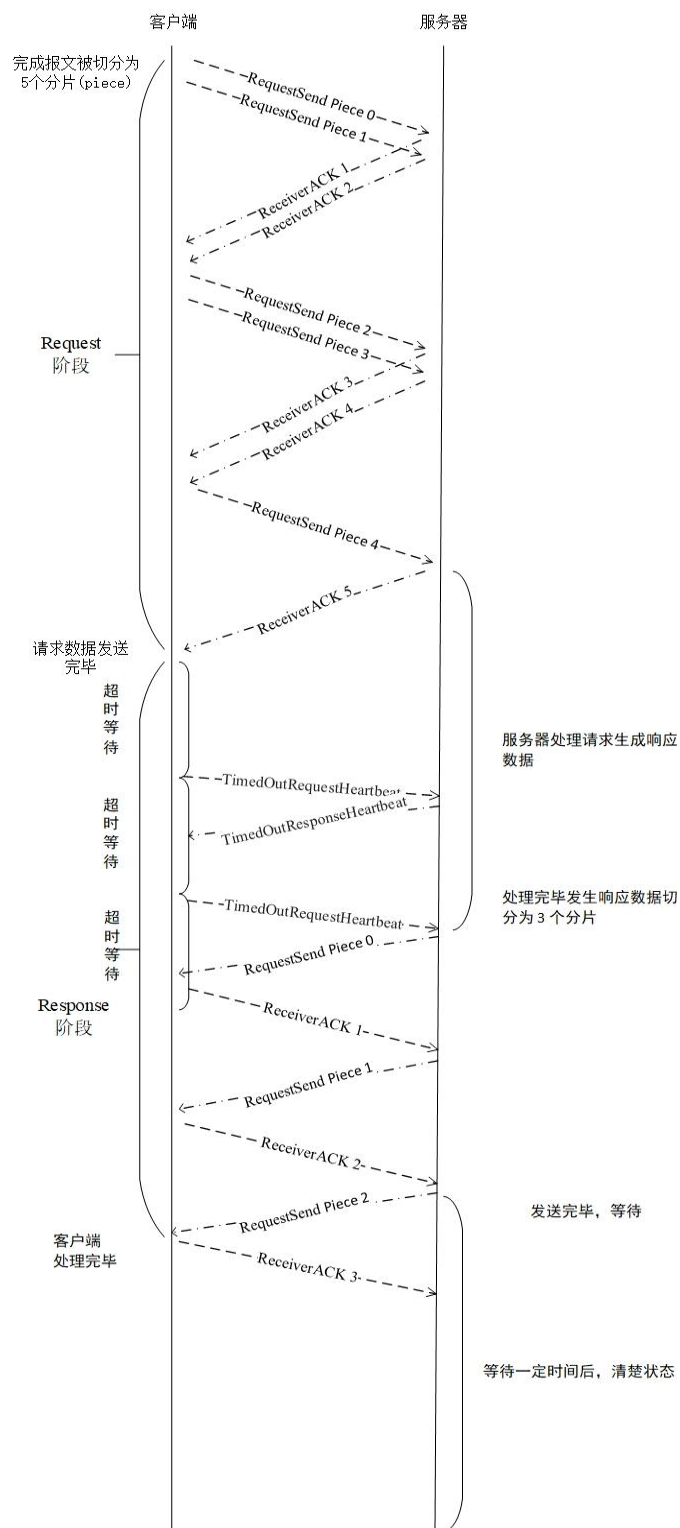 客户端
服务器
完成报文被切分为
5个分片(piece)
RequestSend Piece 0
RequestSend Piece 1
ReceiverACK 1
ReceiverACK 2
RequestSend Piece 2
RequestSend Piece 3
Request
阶段
ReceiverACK 3
ReceiverACK 4
RequestSend Piece 4
ReceiverACK 5
请求数据发送
完毕
超
时
等
待
服务器处理请求生成响应
数据
TimedOutRequestHeartbeat
TimedOutResponseHeartbeat
超
时
等
待
处理完毕发生响应数据切
分为 3 个分片
TimedOutRequestHeartbeat
超
时
等
待
RequestSend Piece 0
Response
阶段
ReceiverACK 1
RequestSend Piece 1
ReceiverACK 2
RequestSend Piece 2
发送完毕，等待
客户端
处理完毕
ReceiverACK 3
等待一定时间后，清楚状态